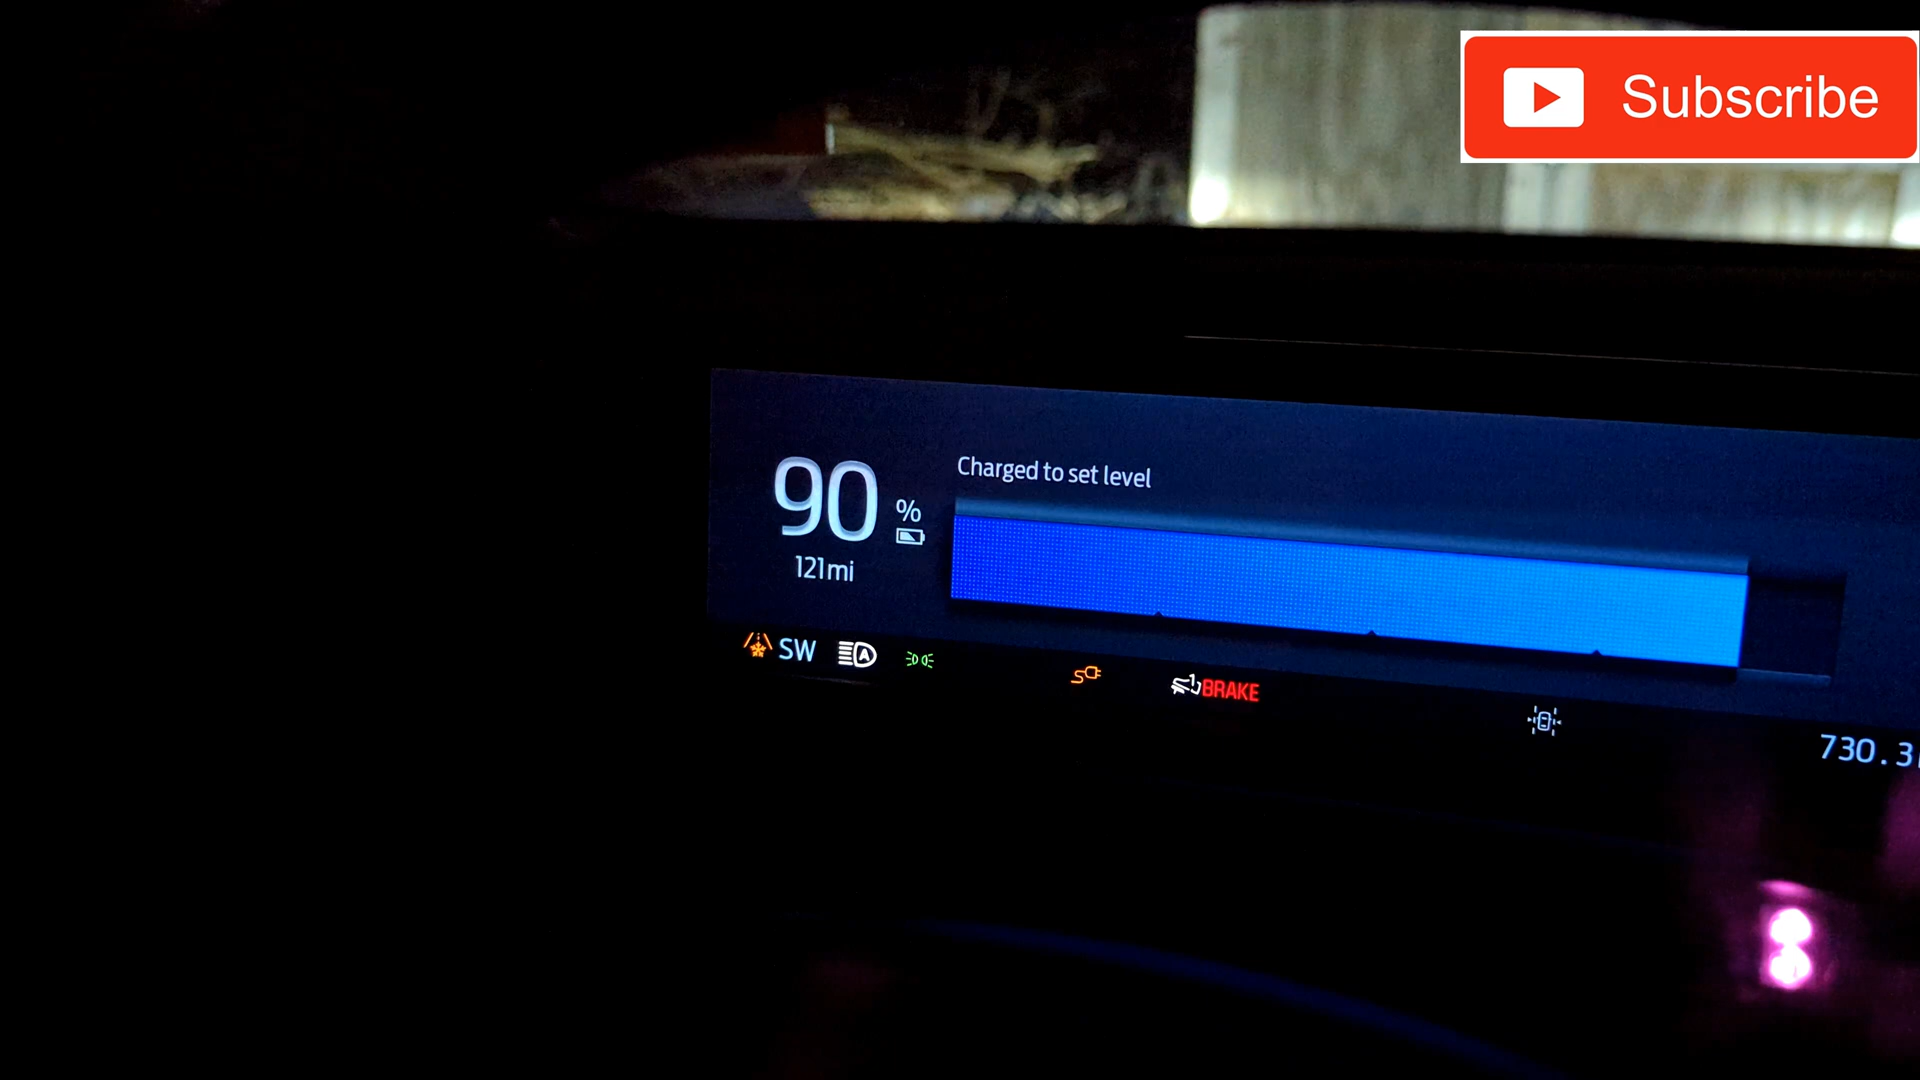 Subscribe
Charged to set level
90 %
121mi
SW A BRAKE
730.3